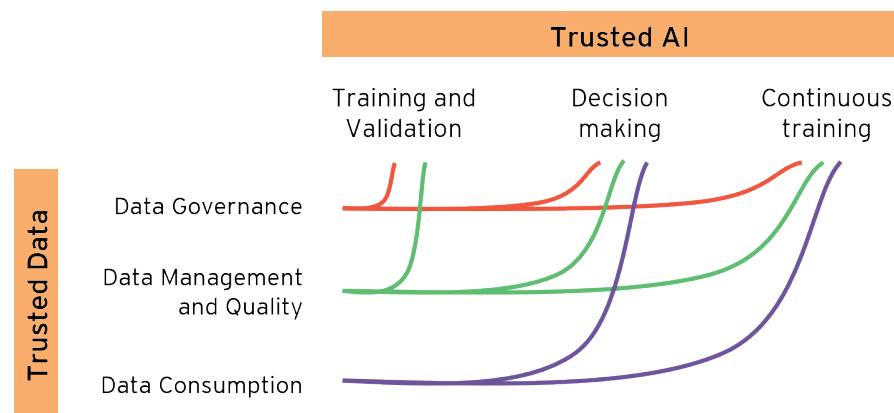 Trusted AI
Training and
Validation
Decision
making
Continuous
training
Trusted Data
Data Governance
Data Management
and Quality
Data Consumption